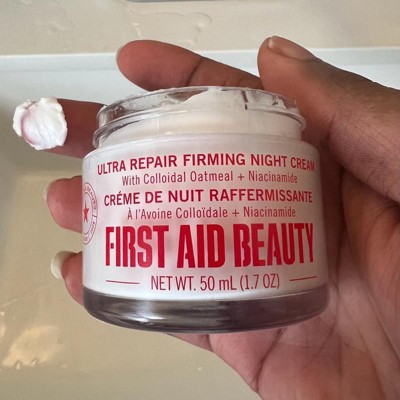 ULTRA REPAIR FIRMING NIGHT CREAM
With Colloidal Oatmeal + Niacinamide
CRÉME DE NUIT RAFFERMISSANTE
À l'Avoine Colloïdale + Niacinamide
FIRST AID BEAUTY
NET WT. 50 mL (1.7 OZ)